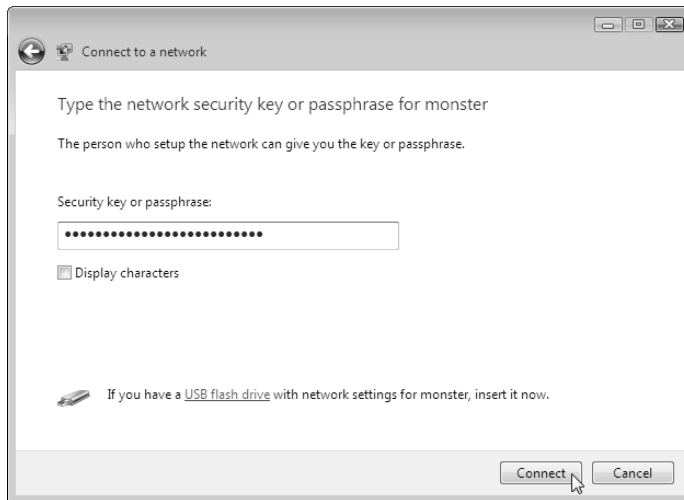 Connect to a network
Type the network security key or passphrase for monster
The person who setup the network can give you the key or passphrase.
Security key or passphrase:
••••••••••••••••••••••••••
Display characters
If you have a USB flash drive with network settings for monster, insert it now.
Connect
Cancel